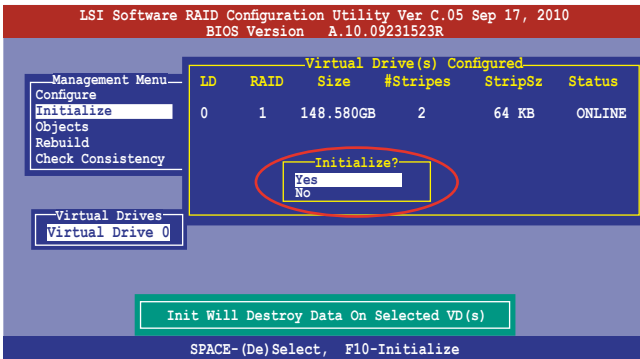 LSI Software RAID Configuration Utility Ver C.05 Sep 17, 2010
BIOS Version A.10.09231523R
Management Menu
Configure
Initialize
Objects
Rebuild
Check Consistency
Virtual Drive(s) Configured
LD RAID Size #Stripes StripSz Status
0 1 148.580GB 2 64 KB ONLINE
Initialize?
Yes
No
Virtual Drives
Virtual Drive 0
Init Will Destroy Data On Selected VD(s)
SPACE-(De)Select, F10-Initialize